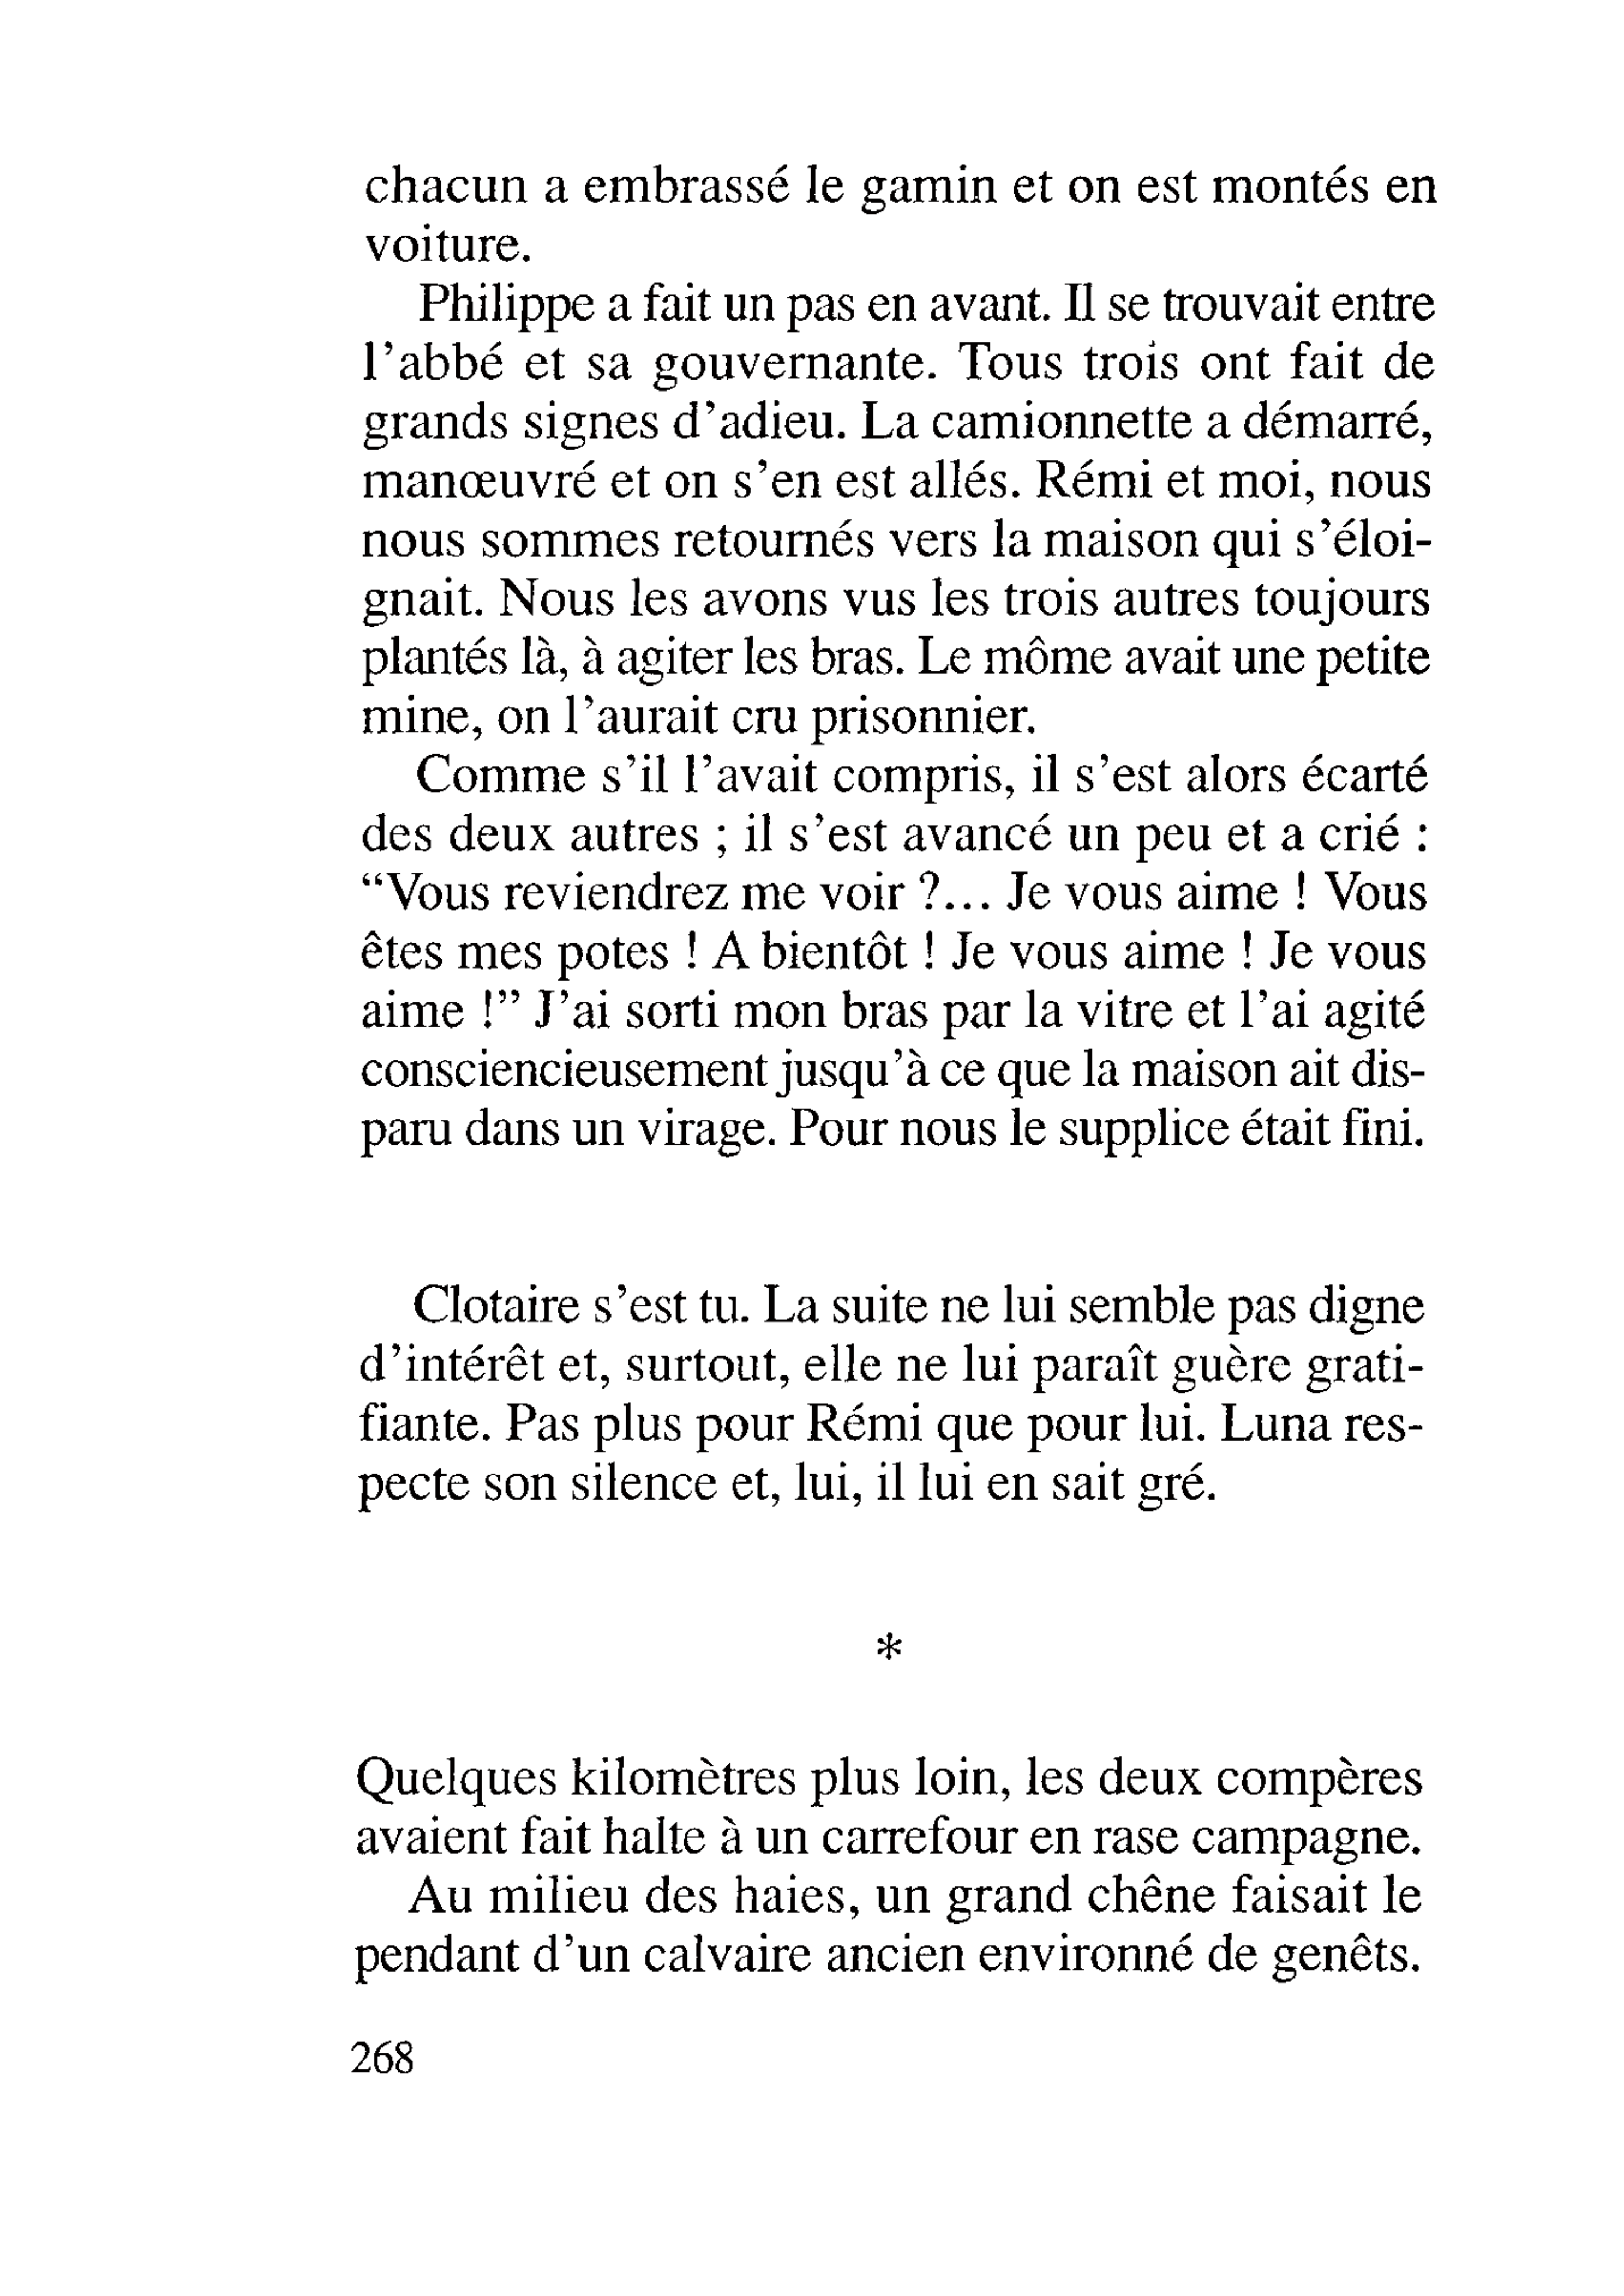 chacun a embrassé le gamin et on est montés en
voiture.
Philippe a fait un pas en avant. Il se trouvait entre
l'abbé et sa gouvernante. Tous trois ont fait de
grands signes d'adieu. La camionnette a démarré,
manœuvré et on s'en est allés. Rémi et moi, nous
nous sommes retournés vers la maison qui s'éloi-
gnait. Nous les avons vus les trois autres toujours
plantés là, à agiter les bras. Le môme avait une petite
mine, on l'aurait cru prisonnier.
Comme s'il l'avait compris, il s'est alors écarté
des deux autres ; il s'est avancé un peu et a crié :
“Vous reviendrez me voir ?... Je vous aime ! Vous
êtes mes potes ! A bientôt ! Je vous aime ! Je vous
aime !” J'ai sorti mon bras par la vitre et l'ai agité
consciencieusement jusqu'à ce que la maison ait dis-
paru dans un virage. Pour nous le supplice était fini.
Clotaire s'est tu. La suite ne lui semble pas digne
d'intérêt et, surtout, elle ne lui paraît guère grati-
fiante. Pas plus pour Rémi que pour lui. Luna res-
pecte son silence et, lui, il lui en sait gré.
*
Quelques kilomètres plus loin, les deux compères
avaient fait halte à un carrefour en rase campagne.
Au milieu des haies, un grand chêne faisait le
pendant d'un calvaire ancien environné de genêts.
268